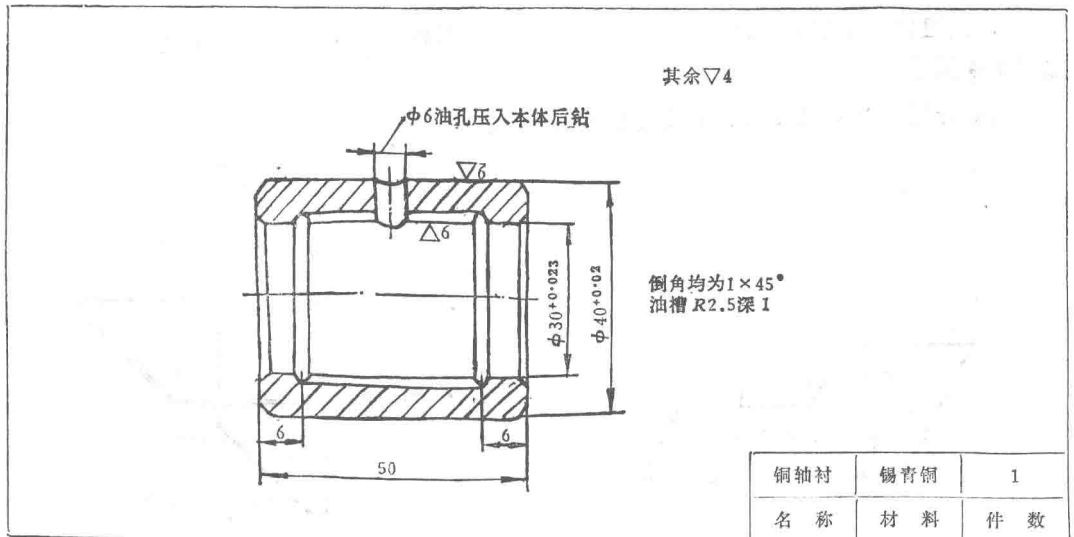 其余▽4
φ6油孔压入本体后钻
▽6
△6
φ30+0·023
φ40+0·02
倒角均为1×45°
油槽 R2.5深1
6
6
50
铜轴衬 锡青铜 1
名 称 材 料 件 数